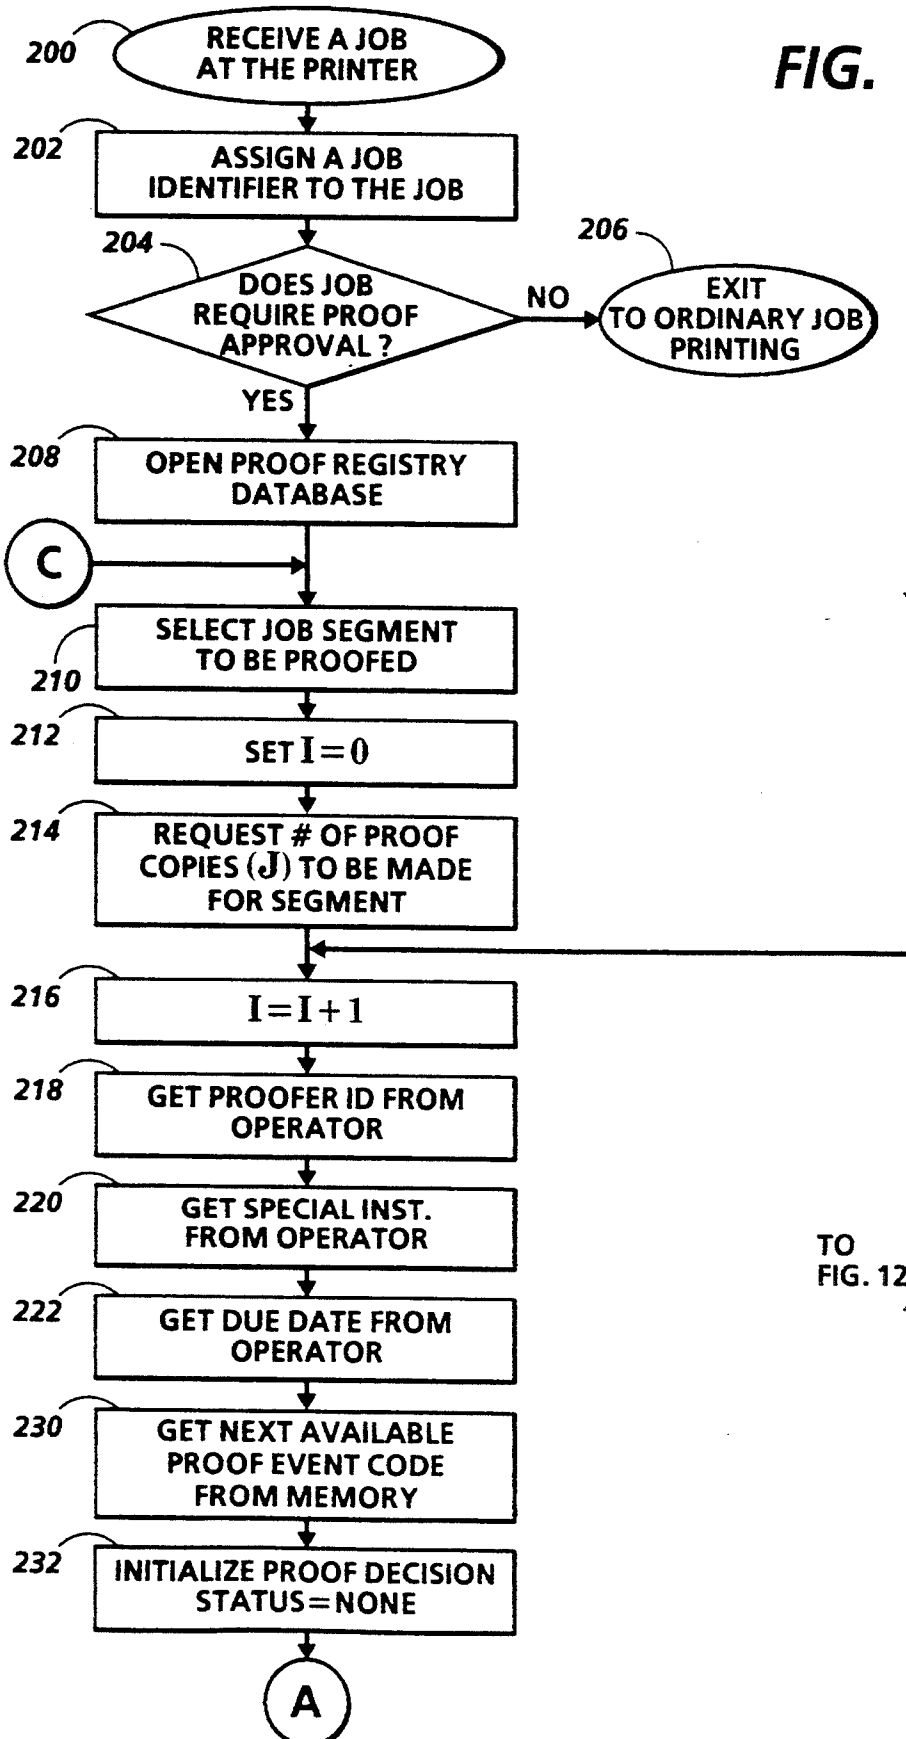 200
RECEIVE A JOB
AT THE PRINTER
FIG.
202
ASSIGN A JOB
IDENTIFIER TO THE JOB
204
DOES JOB
REQUIRE PROOF
APPROVAL ?
NO
206
EXIT
TO ORDINARY JOB
PRINTING
YES
208
OPEN PROOF REGISTRY
DATABASE
C
210
SELECT JOB SEGMENT
TO BE PROOFED
212
SET I=0
214
REQUEST # OF PROOF
COPIES (J) TO BE MADE
FOR SEGMENT
216
I=I+1
218
GET PROOFER ID FROM
OPERATOR
220
GET SPECIAL INST.
FROM OPERATOR
TO
FIG. 12
222
GET DUE DATE FROM
OPERATOR
230
GET NEXT AVAILABLE
PROOF EVENT CODE
FROM MEMORY
232
INITIALIZE PROOF DECISION
STATUS=NONE
A